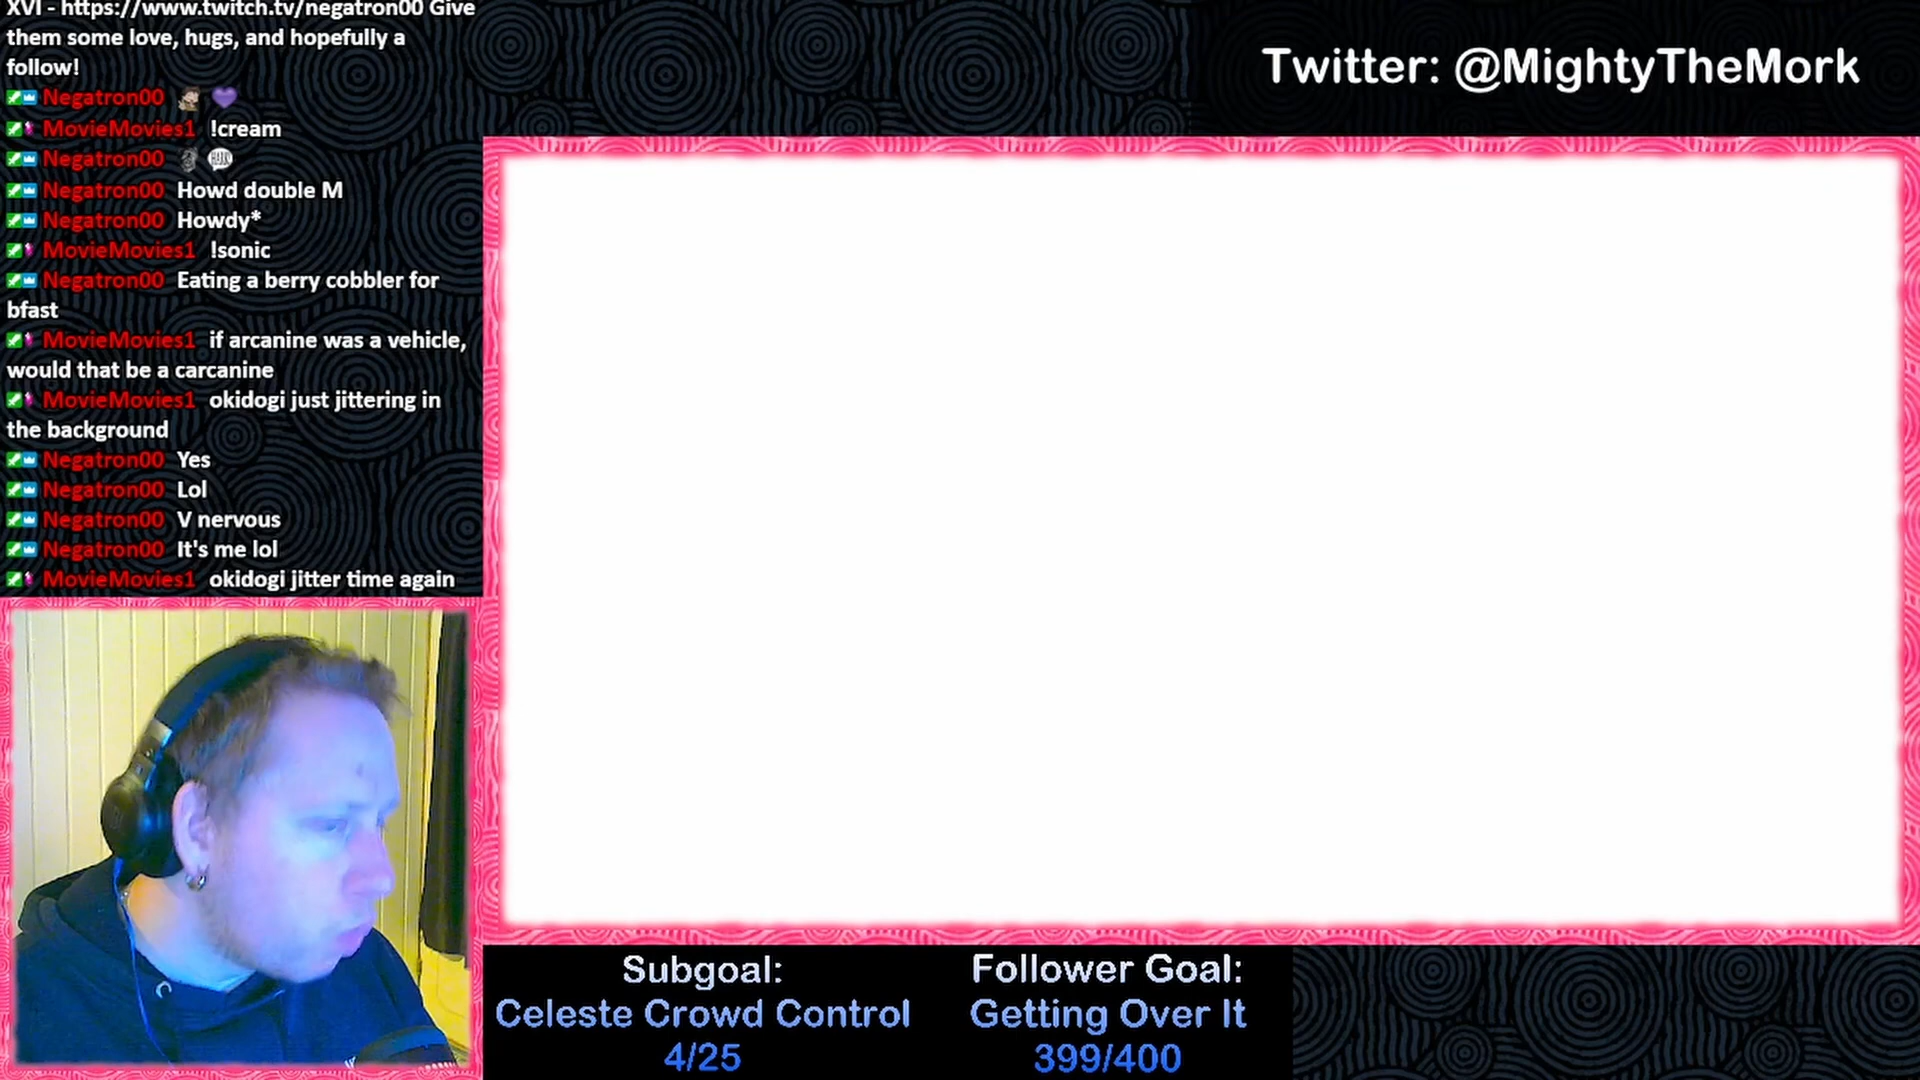 XVI - https://www.twitch.tv/negatron00 Give
them some love, hugs, and hopefully a
follow!
Negatron00
MovieMovies1 !cream
Negatron00
Negatron00 Howd double M
Negatron00 Howdy*
MovieMovies1 !sonic
Negatron00 Eating a berry cobbler for
bfast
MovieMovies1 if arcanine was a vehicle,
would that be a carcanine
MovieMovies1 okidogi just jittering in
the background
Negatron00 Yes
Negatron00 Lol
Negatron00 V nervous
Negatron00 It's me lol
MovieMovies1 okidogi jitter time again
Twitter: @MightyTheMork
Subgoal:
Celeste Crowd Control
4/25
Follower Goal:
Getting Over It
399/400